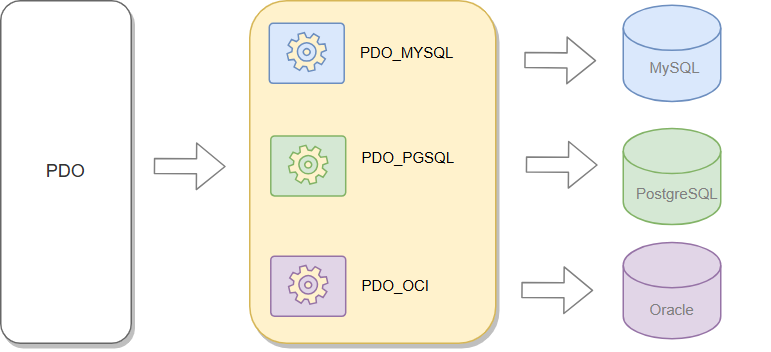 PDO
PDO_MYSQL
MySQL
PDO_PGSQL
PostgreSQL
PDO_OCI
Oracle